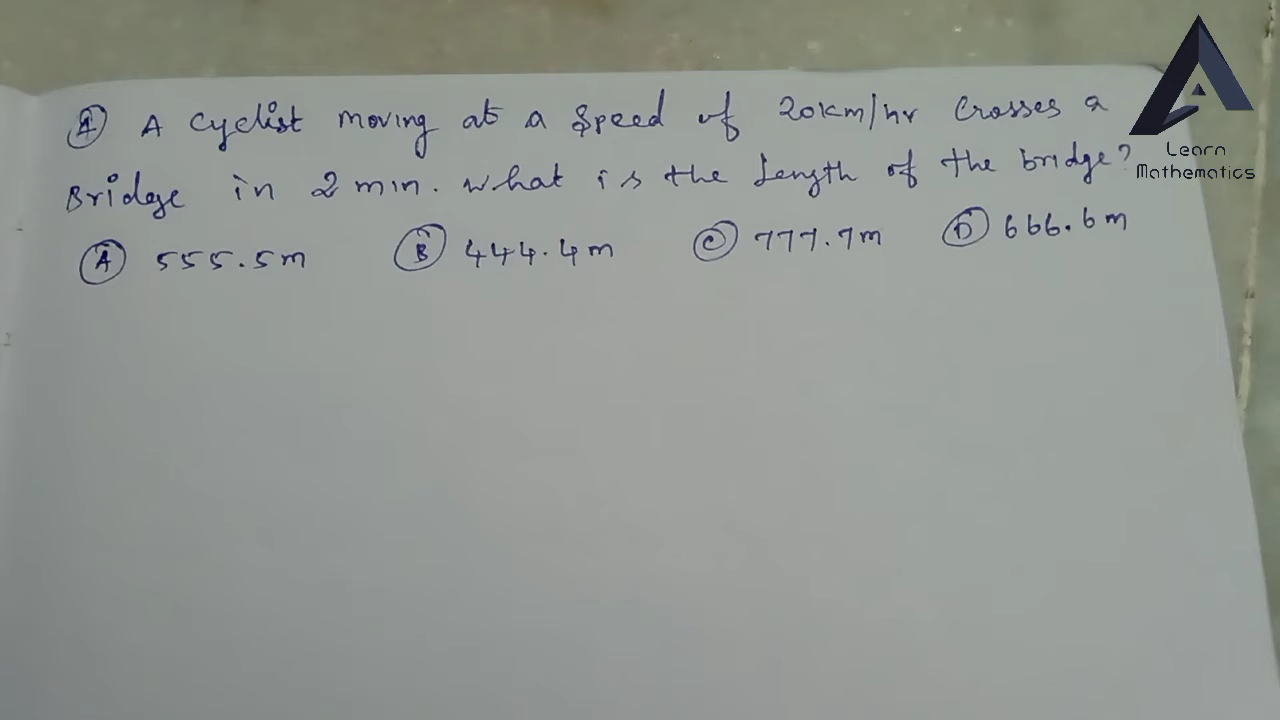 Q A cyclist moving at a speed of 20km/hr crosses a
Bridge in 2 min. what is the Length of the bridge?
A 555.5m B 444.4m C 777.7m D 666.6m
Learn
Mathematics